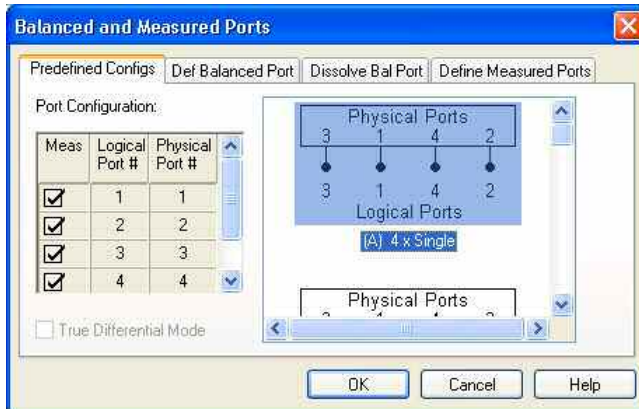 Balanced and Measured Ports
Predefined Configs Def Balanced Port Dissolve Bal Port Define Measured Ports
Port Configuration:
Meas Logical Port # Physical Port #
1 1
2 2
3 3
4 4
True Differential Mode
Physical Ports
3 1 4 2
3 1 4 2
Logical Ports
(A) 4 x Single
Physical Ports
OK Cancel Help